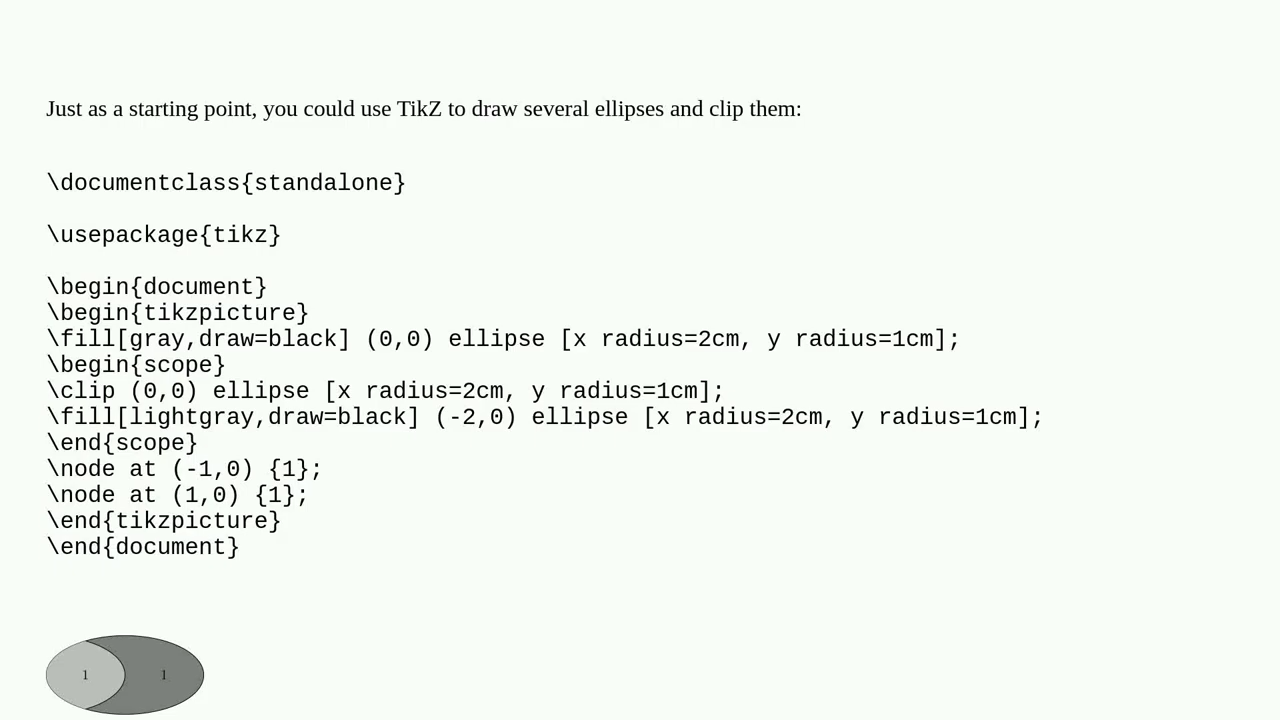 Just as a starting point, you could use TikZ to draw several ellipses and clip them:
\documentclass{standalone}
\usepackage{tikz}
\begin{document}
\begin{tikzpicture}
\fill[gray,draw=black] (0,0) ellipse [x radius=2cm, y radius=1cm];
\begin{scope}
\clip (0,0) ellipse [x radius=2cm, y radius=1cm];
\fill[lightgray,draw=black] (-2,0) ellipse [x radius=2cm, y radius=1cm];
\end{scope}
\node at (-1,0) {1};
\node at (1,0) {1};
\end{tikzpicture}
\end{document}
1 1